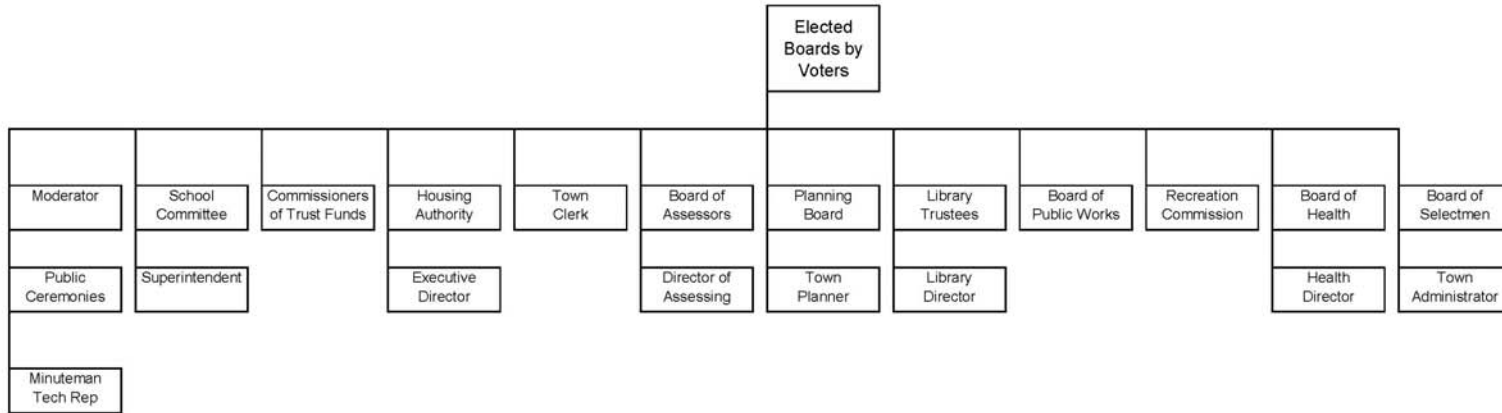 Elected
Boards by
Voters
Moderator
School
Committee
Commissioners
of Trust Funds
Housing
Authority
Town
Clerk
Board of
Assessors
Planning
Board
Library
Trustees
Board of
Public Works
Recreation
Commission
Board of
Health
Board of
Selectmen
Public
Ceremonies
Superintendent
Executive
Director
Director of
Assessing
Town
Planner
Library
Director
Health
Director
Town
Administrator
Minuteman
Tech Rep